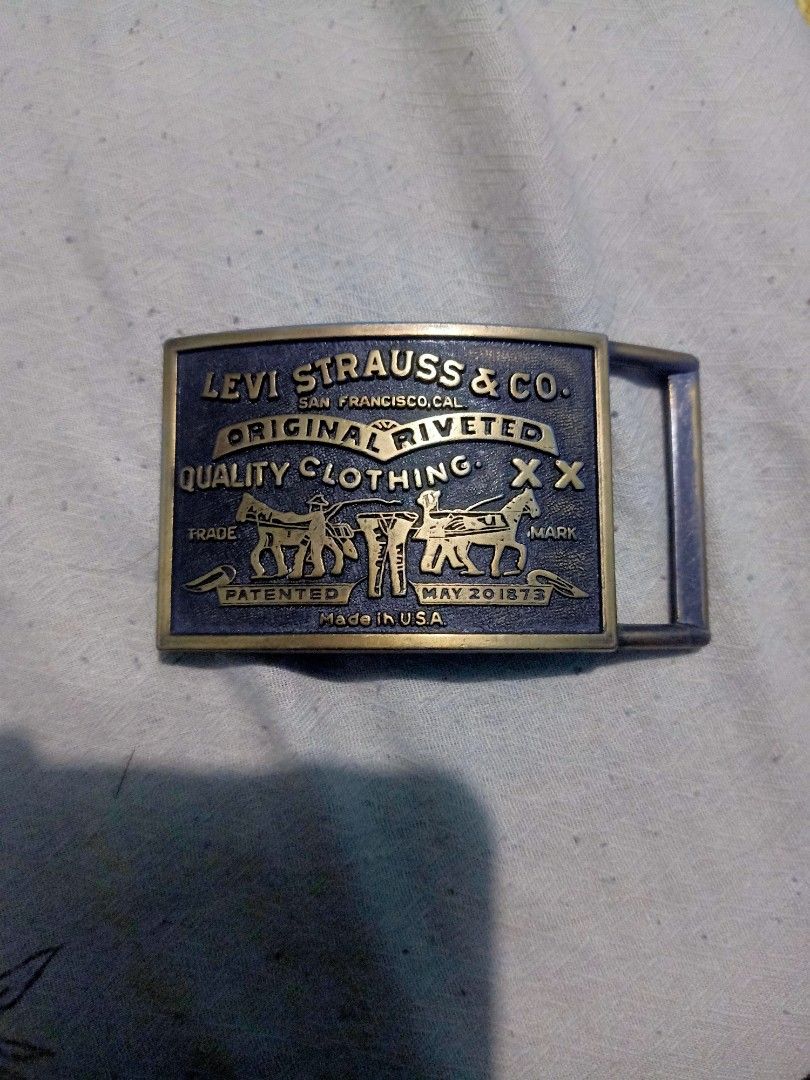 LEVI STRAUSS & CO.
SAN FRANCISCO, CAL.
ORIGINAL RIVETED
QUALITY CLOTHING. XX
TRADE MARK
PATENTED MAY 20 1873
Made in U.S.A